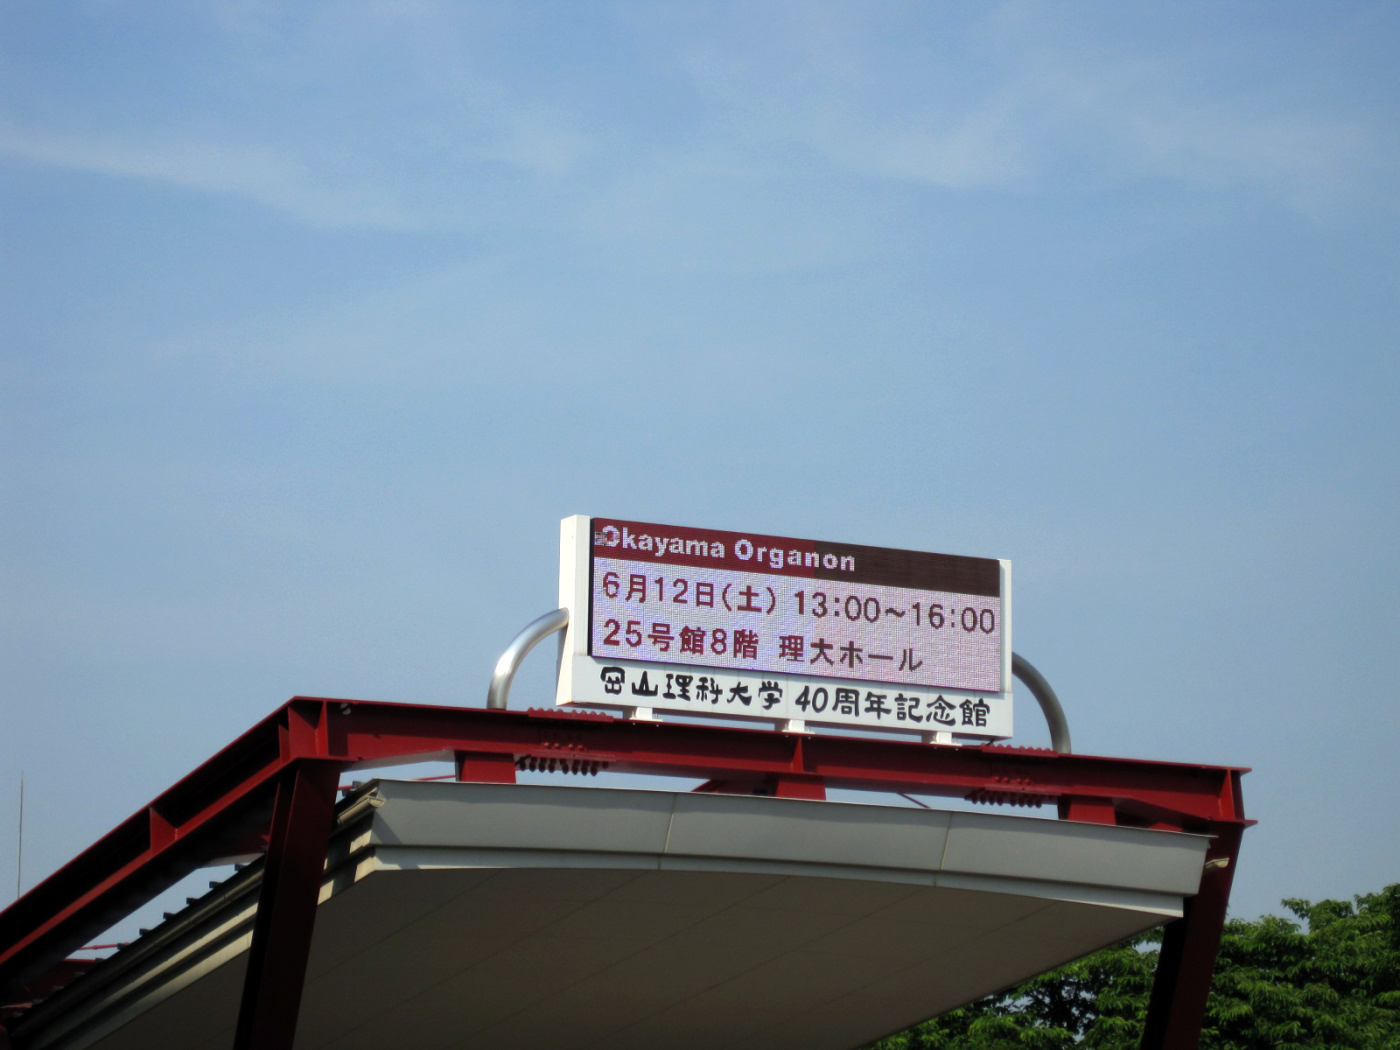 Okayama Organon
6月12日(土) 13:00~16:00
25号館8階 理大ホール
岡山理科大学 40周年記念館